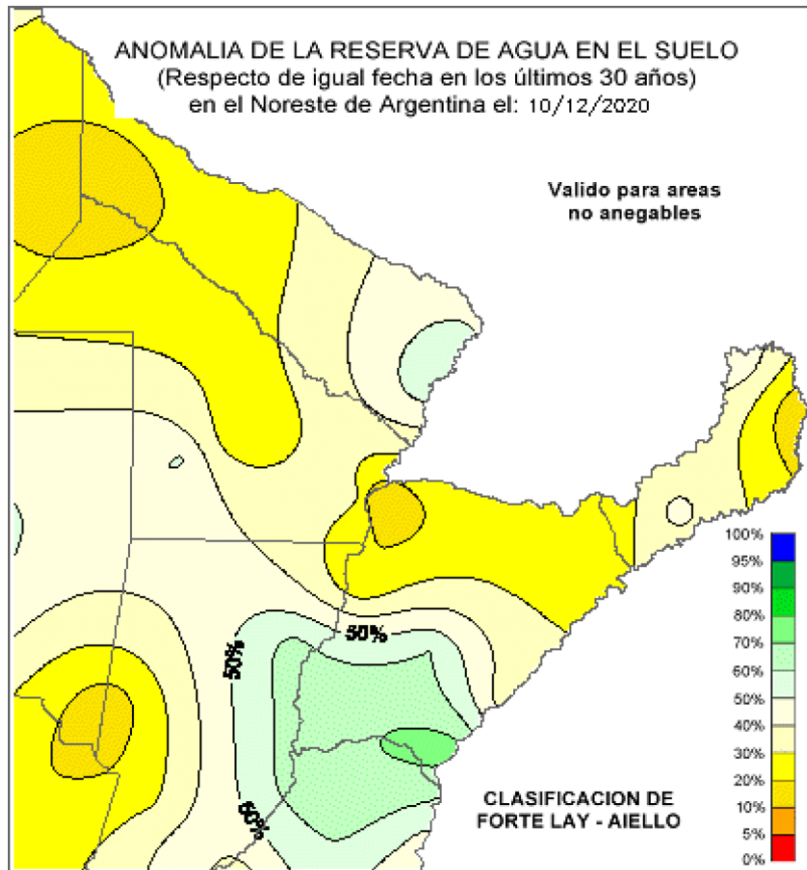 ANOMALIA DE LA RESERVA DE AGUA EN EL SUELO
(Respecto de igual fecha en los últimos 30 años)
en el Noreste de Argentina el: 10/12/2020
Valido para areas
no anegables
50%
50%
50%
100%
95%
90%
80%
70%
60%
50%
40%
30%
20%
10%
5%
0%
CLASIFICACION DE
FORTE LAY - AIELLO